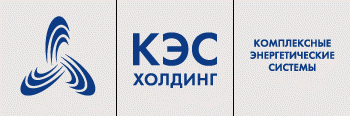 КЭС
ХОЛДИНГ
КОМПЛЕКСНЫЕ
ЭНЕРГЕТИЧЕСКИЕ
СИСТЕМЫ